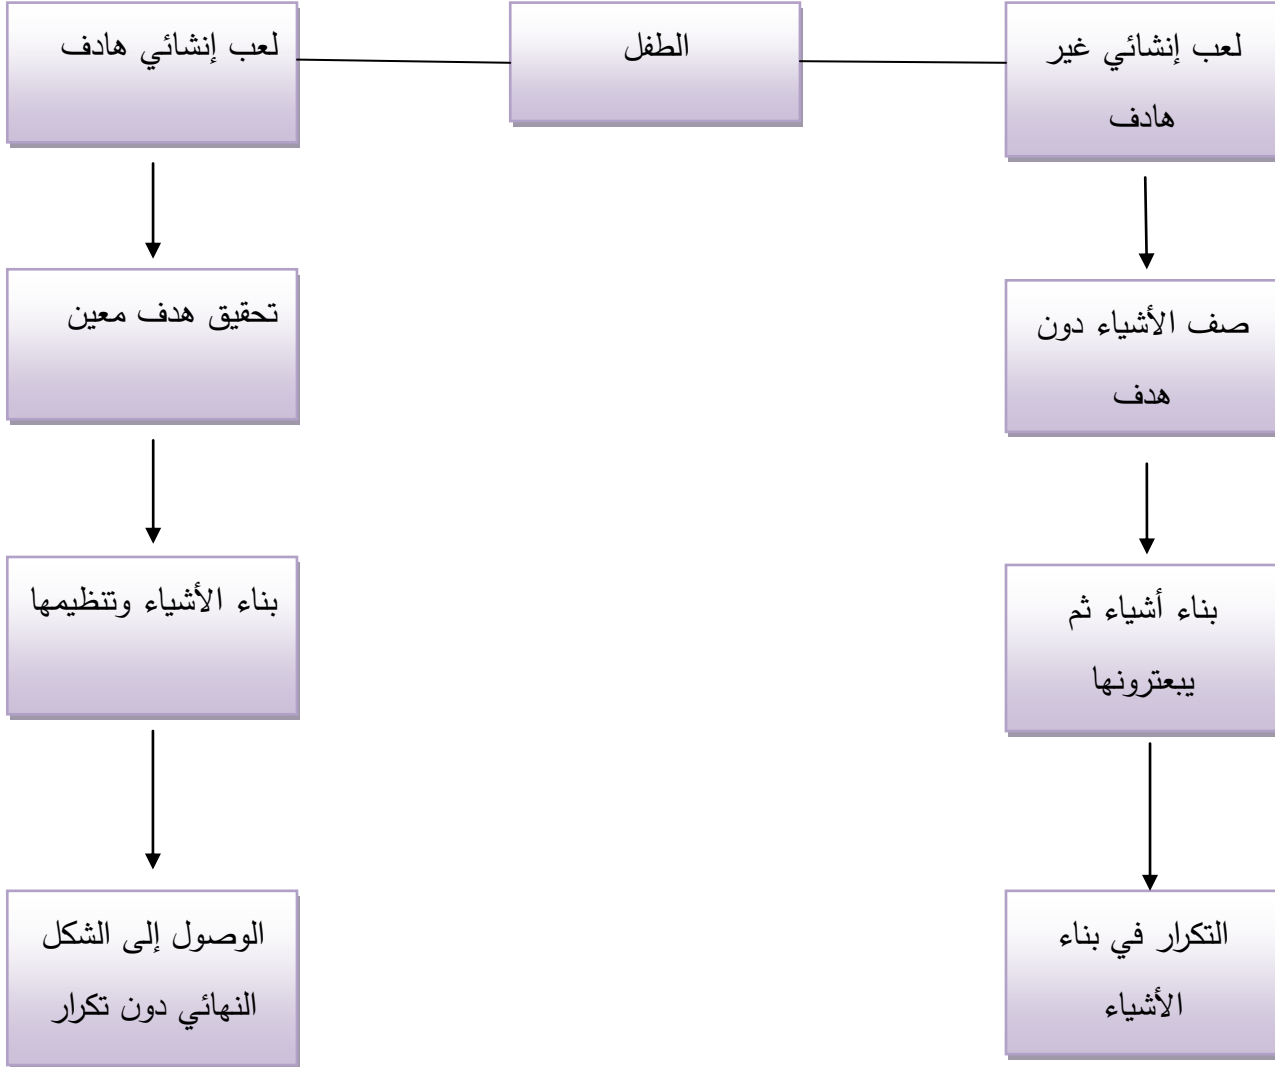 لعب إنشائي غير
هادف
الطفل
لعب إنشائي هادف
صف الأشياء دون
هدف
تحقيق هدف معين
بناء أشياء ثم
يبعترونها
بناء الأشياء وتنظيمها
التكرار في بناء
الأشياء
الوصول إلى الشكل
النهائي دون تكرار